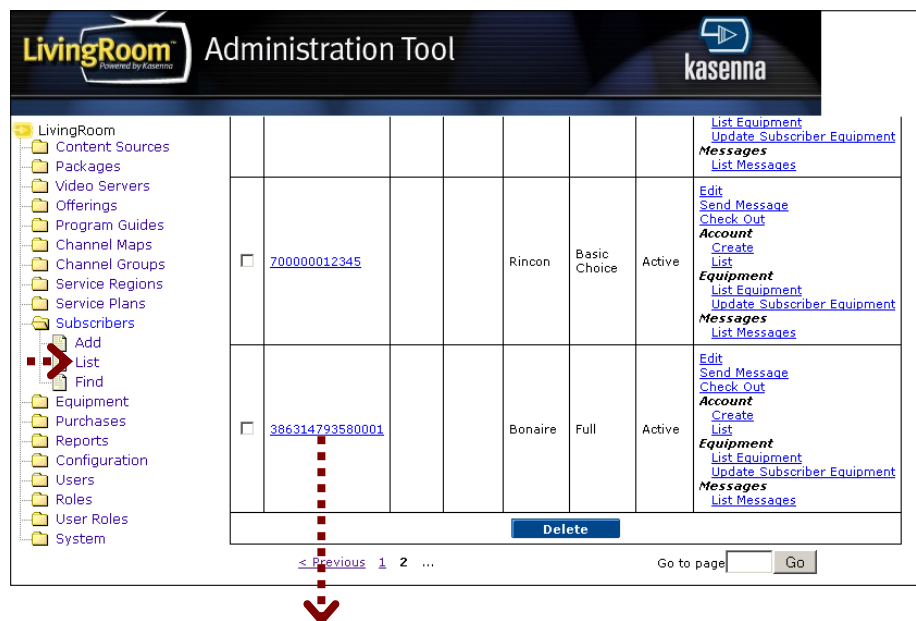 LivingRoom™ Administration Tool
Powered by Kasenna
kasenna
LivingRoom
Content Sources
Packages
Video Servers
Offerings
Program Guides
Channel Maps
Channel Groups
Service Regions
Service Plans
Subscribers
Add
List
Find
Equipment
Purchases
Reports
Configuration
Users
Roles
User Roles
System
List Equipment
Update Subscriber Equipment
Messages
List Messages
700000012345 Rincon Basic Choice Active
Edit
Send Message
Check Out
Account
Create
List
Equipment
List Equipment
Update Subscriber Equipment
Messages
List Messages
386314793580001 Bonaire Full Active
Edit
Send Message
Check Out
Account
Create
List
Equipment
List Equipment
Update Subscriber Equipment
Messages
List Messages
Delete
< Previous 1 2 ... Go to page Go